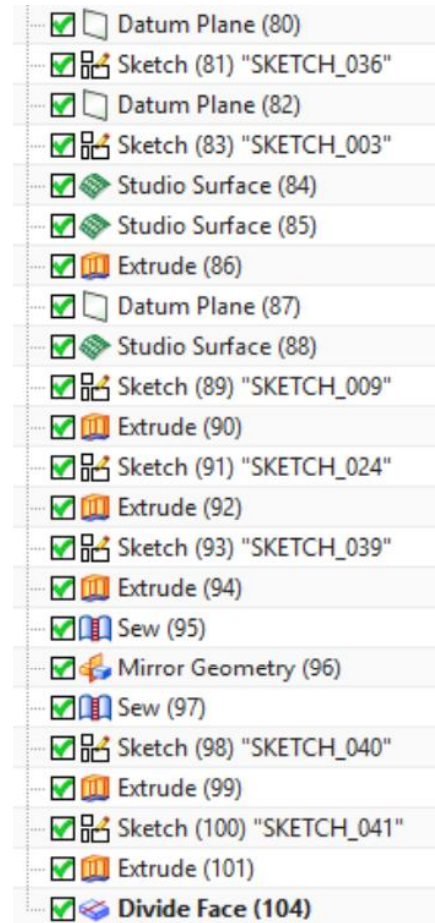 Datum Plane (80)
Sketch (81) "SKETCH_036"
Datum Plane (82)
Sketch (83) "SKETCH_003"
Studio Surface (84)
Studio Surface (85)
Extrude (86)
Datum Plane (87)
Studio Surface (88)
Sketch (89) "SKETCH_009"
Extrude (90)
Sketch (91) "SKETCH_024"
Extrude (92)
Sketch (93) "SKETCH_039"
Extrude (94)
Sew (95)
Mirror Geometry (96)
Sew (97)
Sketch (98) "SKETCH_040"
Extrude (99)
Sketch (100) "SKETCH_041"
Extrude (101)
Divide Face (104)